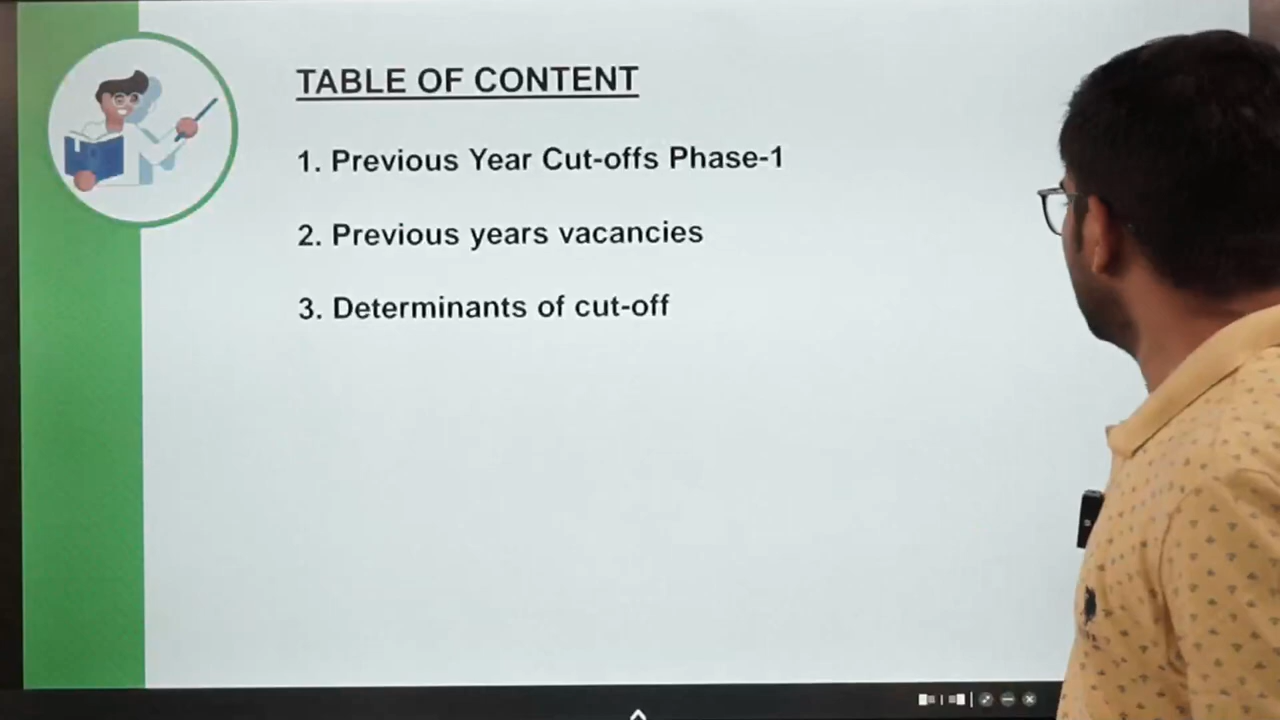 TABLE OF CONTENT
1. Previous Year Cut-offs Phase-1
2. Previous years vacancies
3. Determinants of cut-off